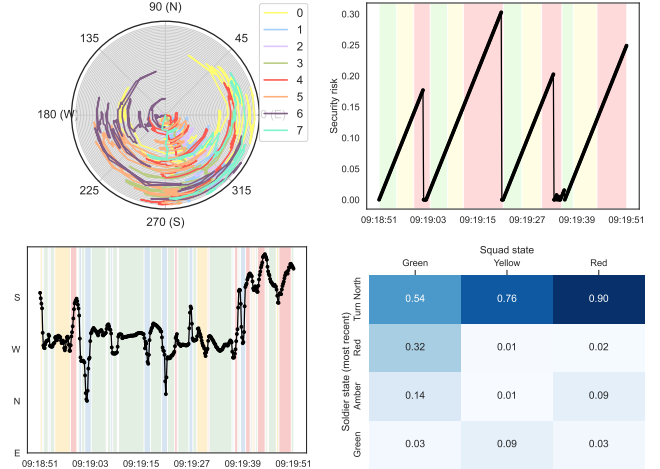 90 (N)
135
45
180 (W)
(E)
225
315
270 (S)
0
1
2
3
4
5
6
7
Security risk
0.30
0.25
0.20
0.15
0.10
0.05
0.00
09:18:51
09:19:03
09:19:15
09:19:27
09:19:39
09:19:51
S
W
N
E
09:18:51
09:19:03
09:19:15
09:19:27
09:19:39
09:19:51
Squad state
Green
Yellow
Red
Soldier state (most recent)
Turn North
0.54
0.76
0.90
Red
0.32
0.01
0.02
Amber
0.14
0.01
0.09
Green
0.03
0.09
0.03